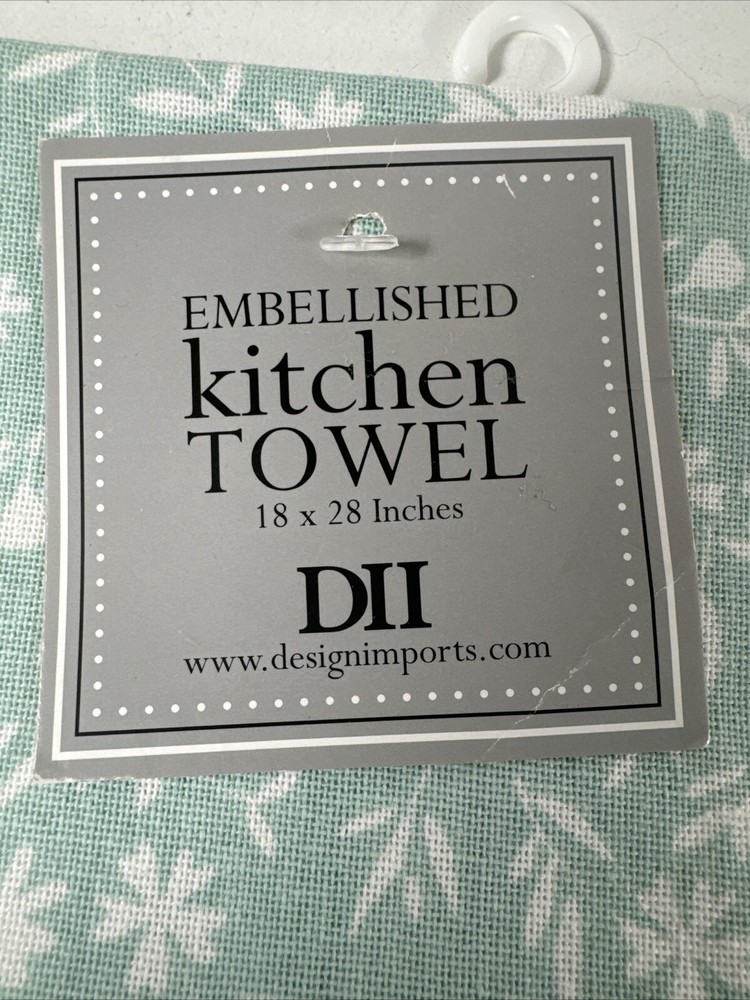 EMBELLISHED
kitchen
TOWEL
18 x 28 Inches
DII
www.designimports.com